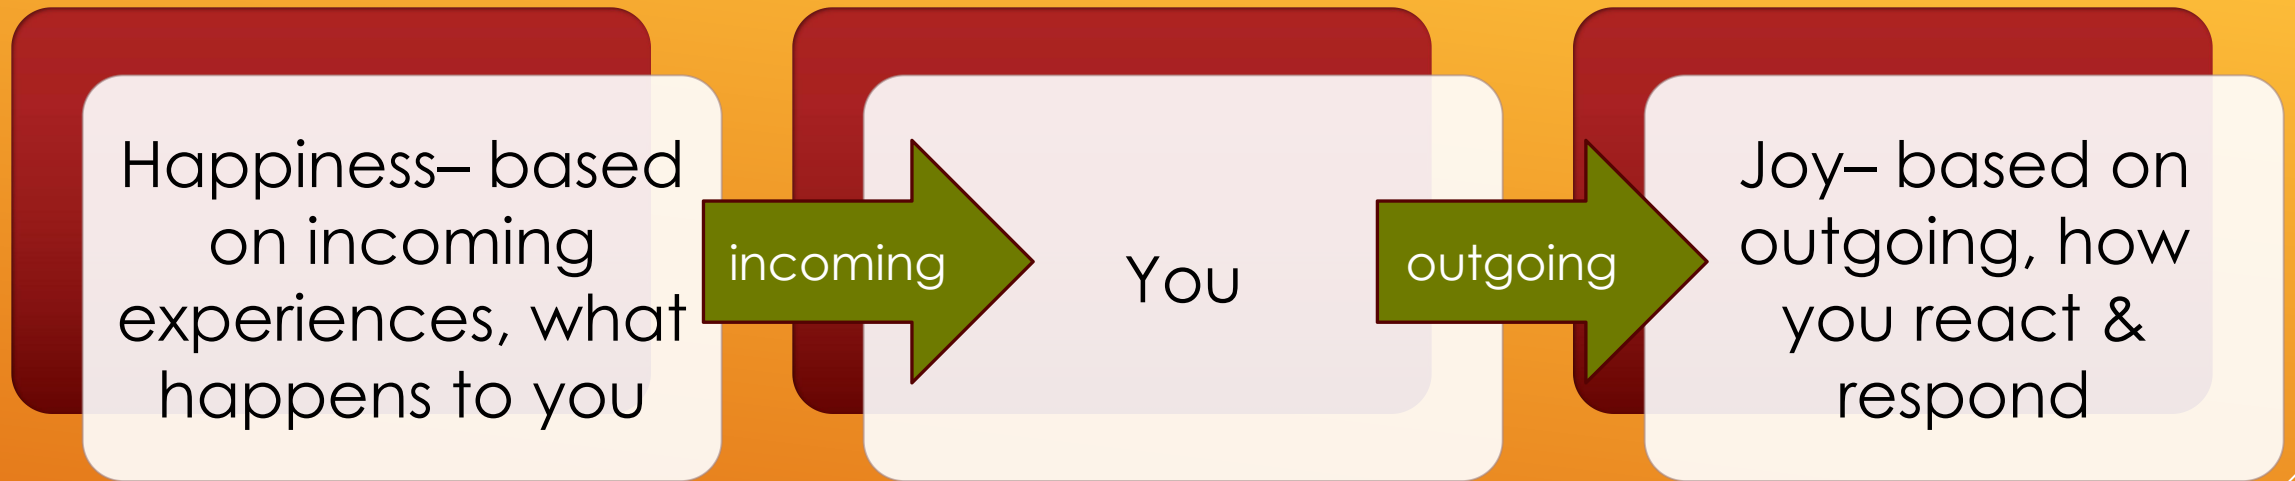 Happiness– based
on incoming
experiences, what
happens to you
incoming
You
outgoing
Joy– based on
outgoing, how
you react &
respond